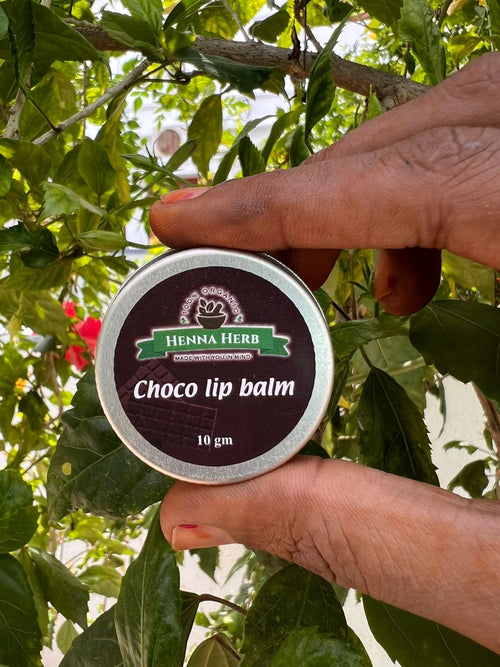 100% ORGANIC
HENNA HERB
MADE WITH YOU IN MIND
Choco lip balm
10 gm